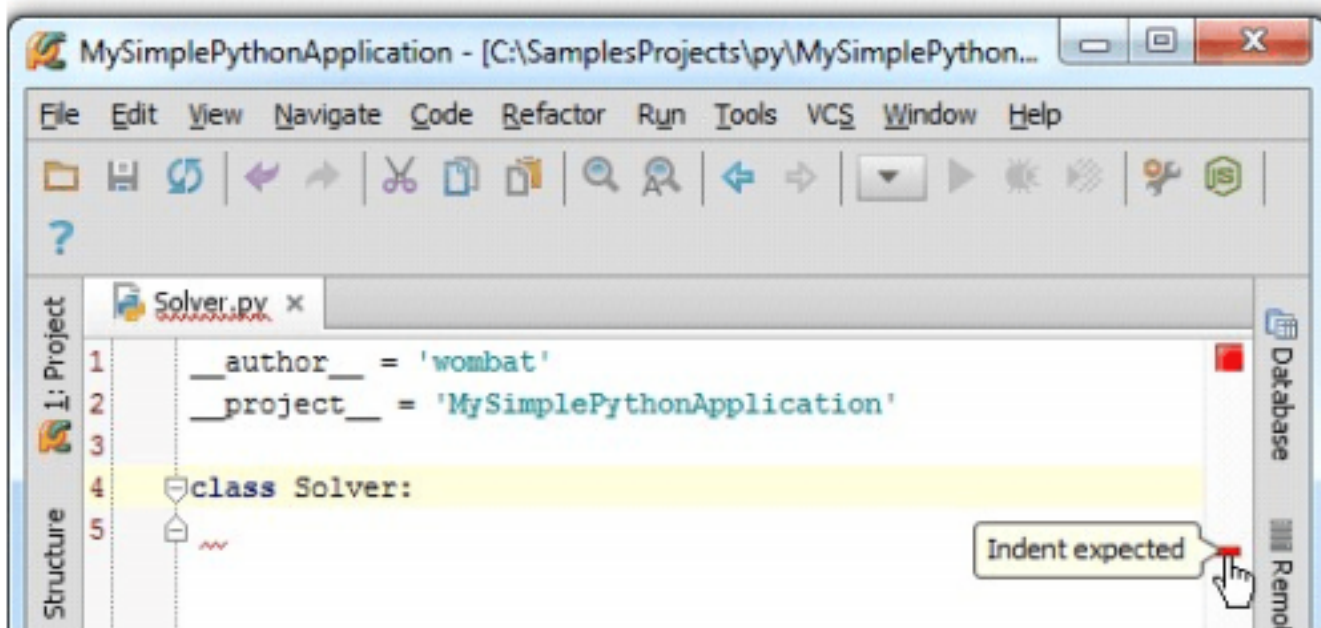 MySimplePythonApplication - [C:\SamplesProjects\py\MySimplePython...
File Edit View Navigate Code Refactor Run Tools VCS Window Help
A
JS
?
1: Project
Structure
Solver.py ×
1 __author__ = 'wombat'
2 __project__ = 'MySimplePythonApplication'
3
4 class Solver:
5
Indent expected
Database
Remo